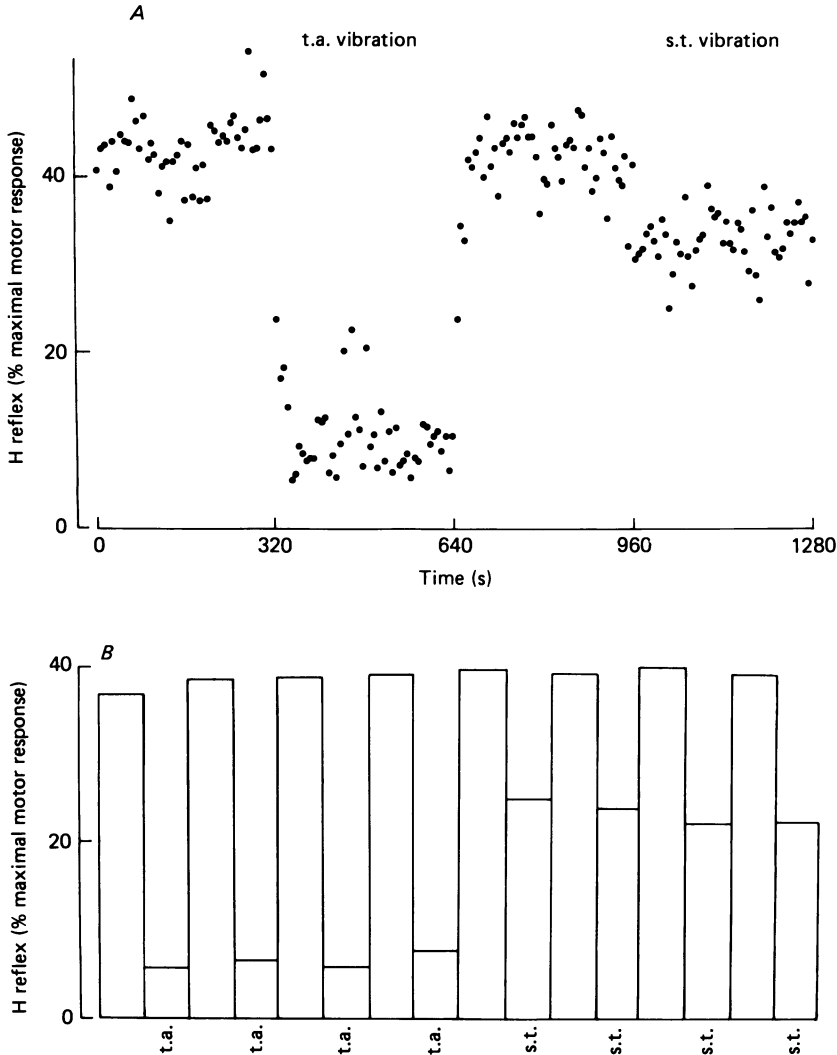 A
t.a. vibration
s.t. vibration
H reflex (% maximal motor response)
40
20
0
0
320
640
960
1280
Time (s)
B
H reflex (% maximal motor response)
40
20
0
t.a.
t.a.
t.a.
t.a.
s.t.
s.t.
s.t.
s.t.